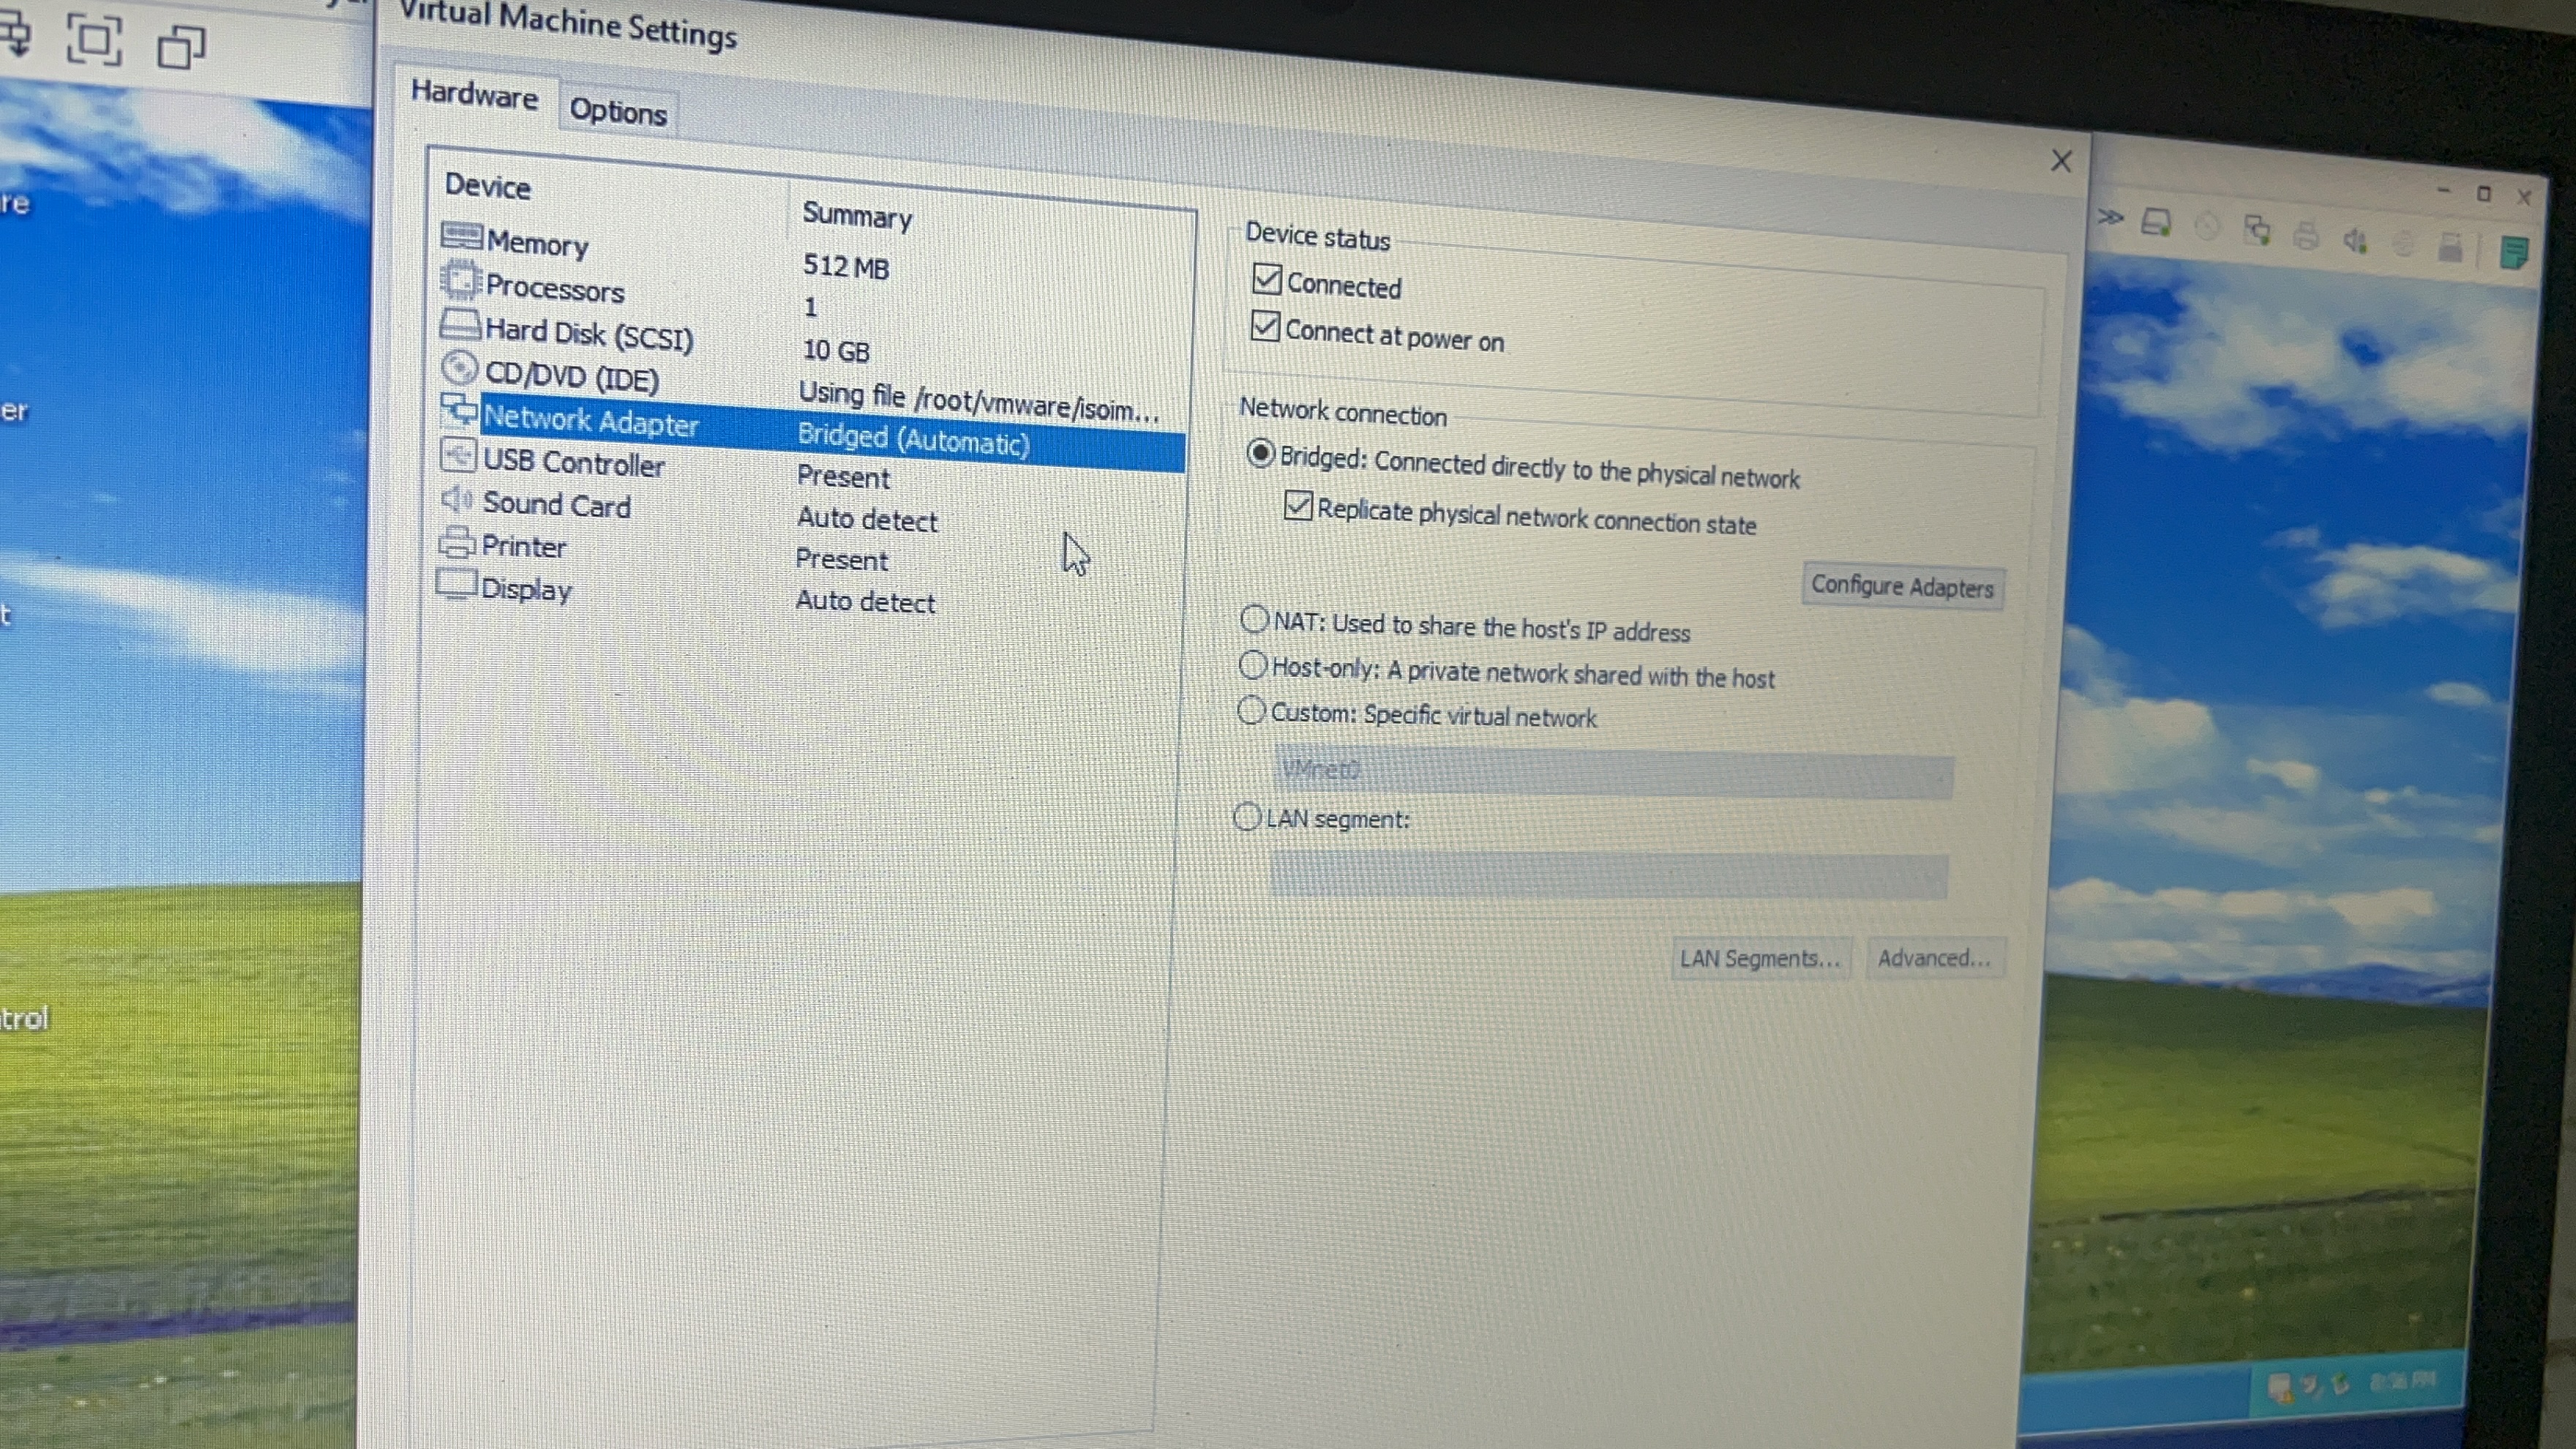 Virtual Machine Settings
Hardware
Options
Device
Summary
Memory
512 MB
Processors
1
Hard Disk (SCSI)
10 GB
CD/DVD (IDE)
Using file /root/vmware/isoim...
Network Adapter
Bridged (Automatic)
USB Controller
Present
Sound Card
Auto detect
Printer
Present
Display
Auto detect
Device status
Connected
Connect at power on
Network connection
Bridged: Connected directly to the physical network
Replicate physical network connection state
Configure Adapters
NAT: Used to share the host's IP address
Host-only: A private network shared with the host
Custom: Specific virtual network
VMnet0
LAN segment:
LAN Segments...
Advanced...
re
er
t
trol